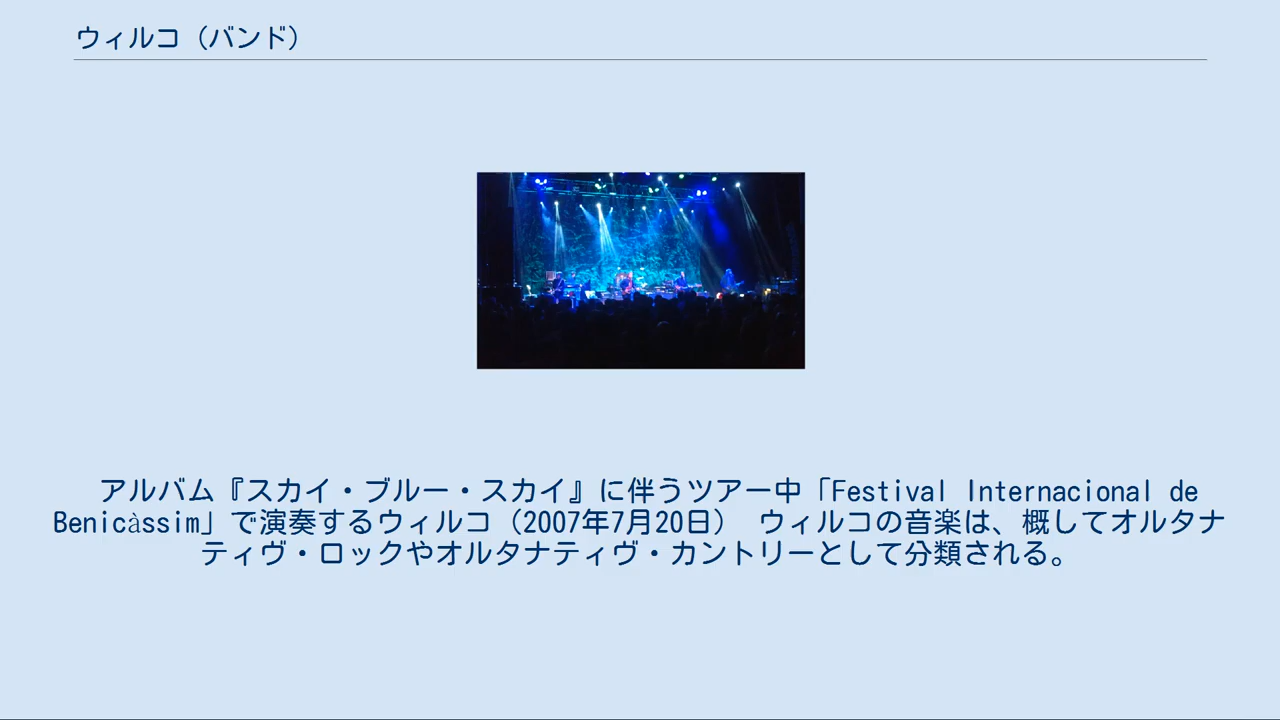 ウィルコ（バンド）
アルバム『スカイ・ブルー・スカイ』に伴うツアー中「Festival Internacional de
Benicàssim」で演奏するウィルコ（2007年7月20日） ウィルコの音楽は、概してオルタナ
ティヴ・ロックやオルタナティヴ・カントリーとして分類される。